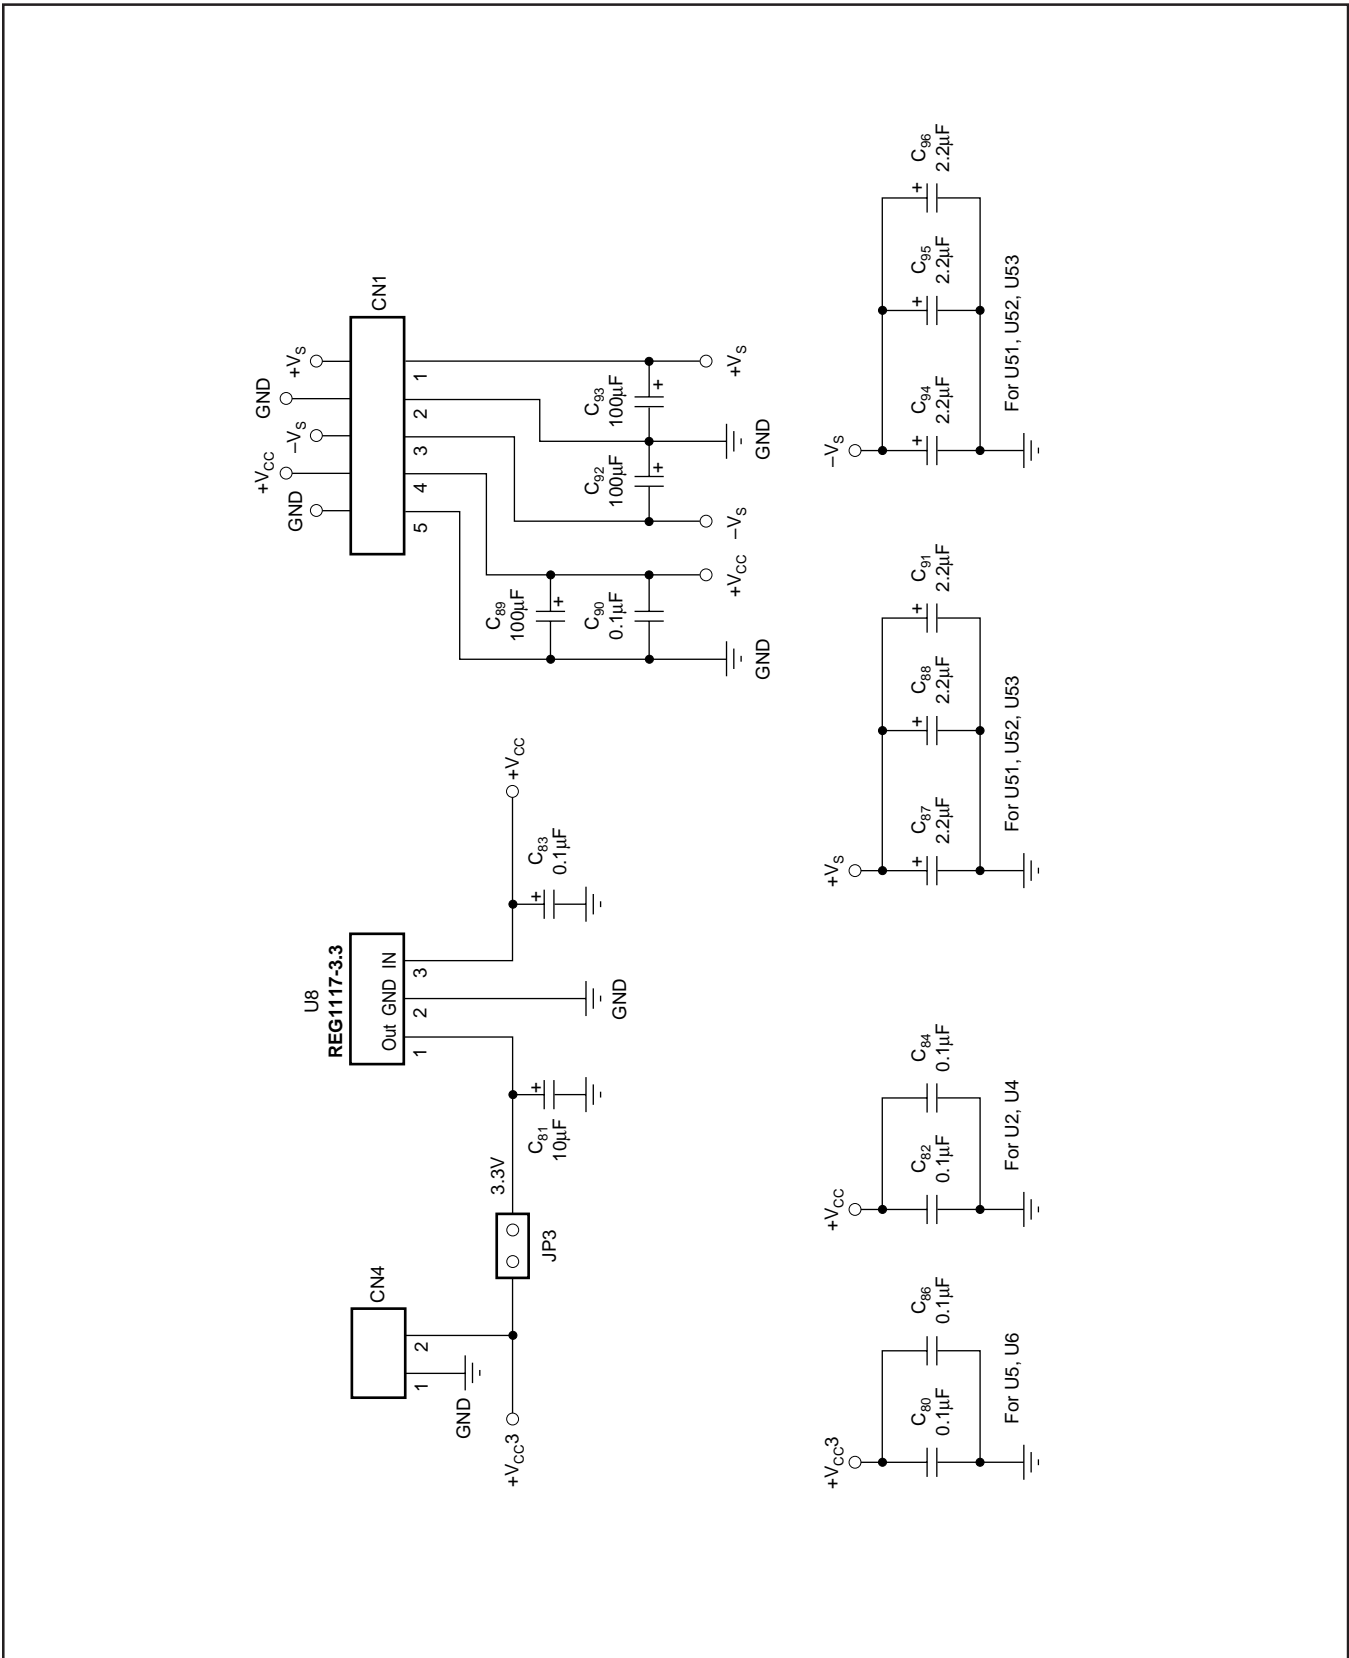 CN4
1
2
GND
+VCC3
JP3
3.3V
U8
REG1117-3.3
Out GND IN
1
2
3
C81
10µF
GND
C83
0.1µF
+VCC
GND
+VCC
–VS
GND
+VS
CN1
5
4
3
2
1
C89
100µF
C90
0.1µF
C92
100µF
C93
100µF
GND
+VCC
–VS
GND
+VS
+VCC3
C80
0.1µF
C86
0.1µF
For U5, U6
+VCC
C82
0.1µF
C84
0.1µF
For U2, U4
+VS
C87
2.2µF
C88
2.2µF
C91
2.2µF
For U51, U52, U53
–VS
C94
2.2µF
C95
2.2µF
C96
2.2µF
For U51, U52, U53